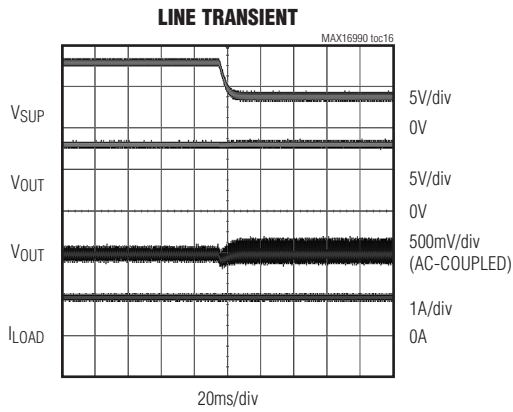 LINE TRANSIENT
MAX16990 toc16
VSUP
5V/div
0V
VOUT
5V/div
0V
VOUT
500mV/div
(AC-COUPLED)
1A/div
ILOAD
0A
20ms/div